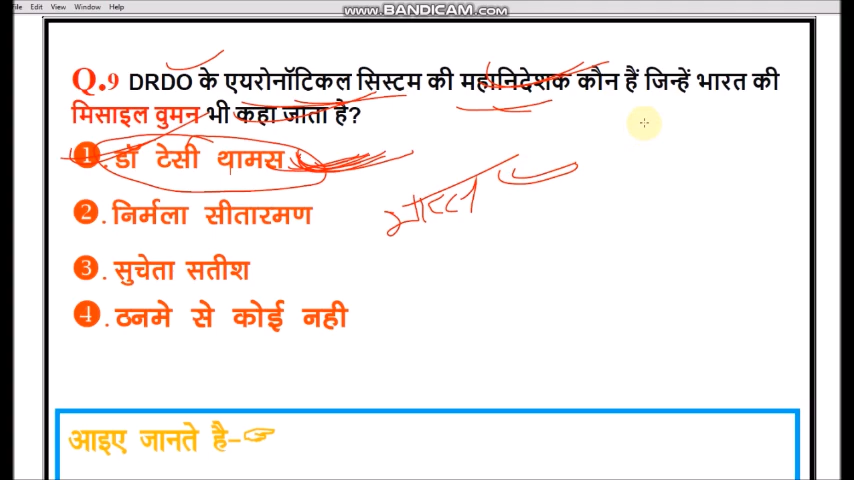 File Edit View Window Help
WWW.BANDICAM.COM
Q.9 DRDO के एयरोनॉटिकल सिस्टम की महानिदेशक कौन हैं जिन्हें भारत की
मिसाइल वुमन भी कहा जाता है?
1. डॉ टेसी थामस
2. निर्मला सीतारमण
3. सुचेता सतीश
4. ठनमे से कोई नही
आइए जानते है-☞